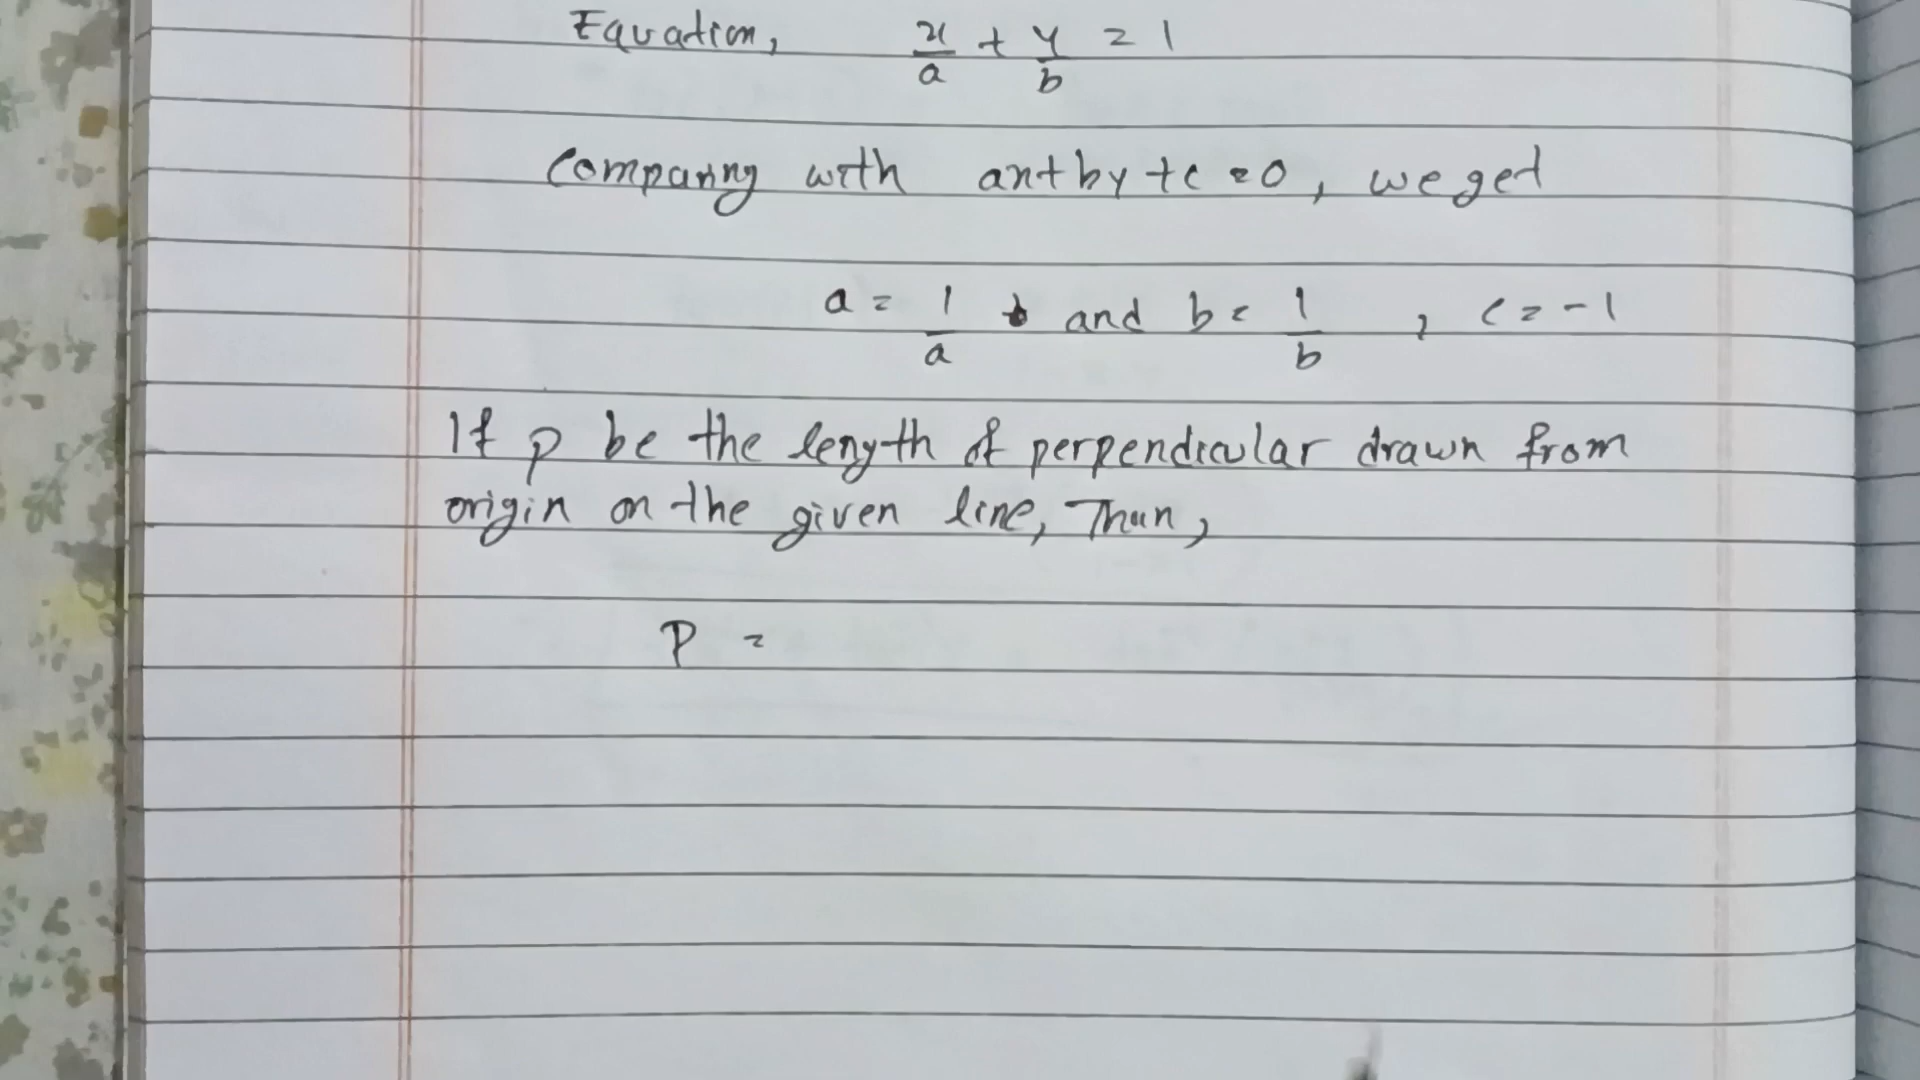 Equation, x/a + y/b = 1
Comparing with ax+by+c=0, we get
a = 1/a and b = 1/b , c = -1
If p be the length of perpendicular drawn from
origin on the given line, Then,
P =